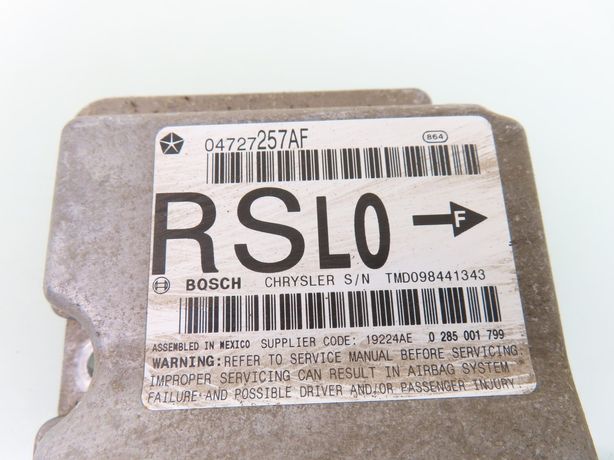 04727257AF B64
RSLO F
BOSCH CHRYSLER S/N TMD098441343
ASSEMBLED IN MEXICO SUPPLIER CODE: 19224AE 0 285 001 799
WARNING: REFER TO SERVICE MANUAL BEFORE SERVICING.
IMPROPER SERVICING CAN RESULT IN AIRBAG SYSTEM
FAILURE AND POSSIBLE DRIVER AND/OR PASSENGER INJURY.